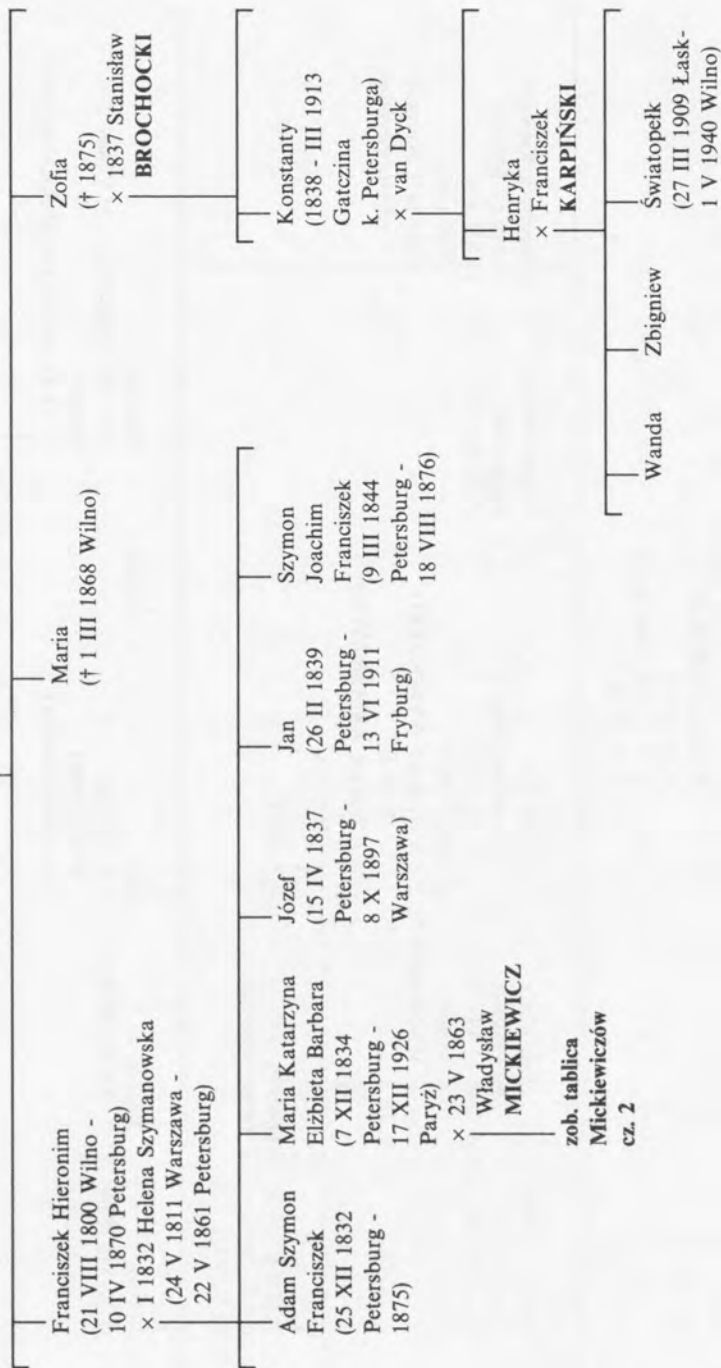 Franciszek Hieronim
(21 VIII 1800 Wilno -
10 IV 1870 Petersburg)
× I 1832 Helena Szymanowska
(24 V 1811 Warszawa -
22 V 1861 Petersburg)
Maria
(† 1 III 1868 Wilno)
Zofia
(† 1875)
× 1837 Stanisław
BROCHOCKI
Adam Szymon
Franciszek
(25 XII 1832
Petersburg -
1875)
Maria Katarzyna
Elżbieta Barbara
(7 XII 1834
Petersburg -
17 XII 1926
Paryż)
× 23 V 1863
Władysław
MICKIEWICZ
zob. tablica
Mickiewiczów
cz. 2
Józef
(15 IV 1837
Petersburg -
8 X 1897
Warszawa)
Jan
(26 II 1839
Petersburg -
13 VI 1911
Fryburg)
Szymon
Joachim
Franciszek
(9 III 1844
Petersburg -
18 VIII 1876)
Konstanty
(1838 - III 1913
Gatczina
k. Petersburga)
× van Dyck
Henryka
× Franciszek
KARPIŃSKI
Wanda
Zbigniew
Światopełk
(27 III 1909 Łask-
1 V 1940 Wilno)